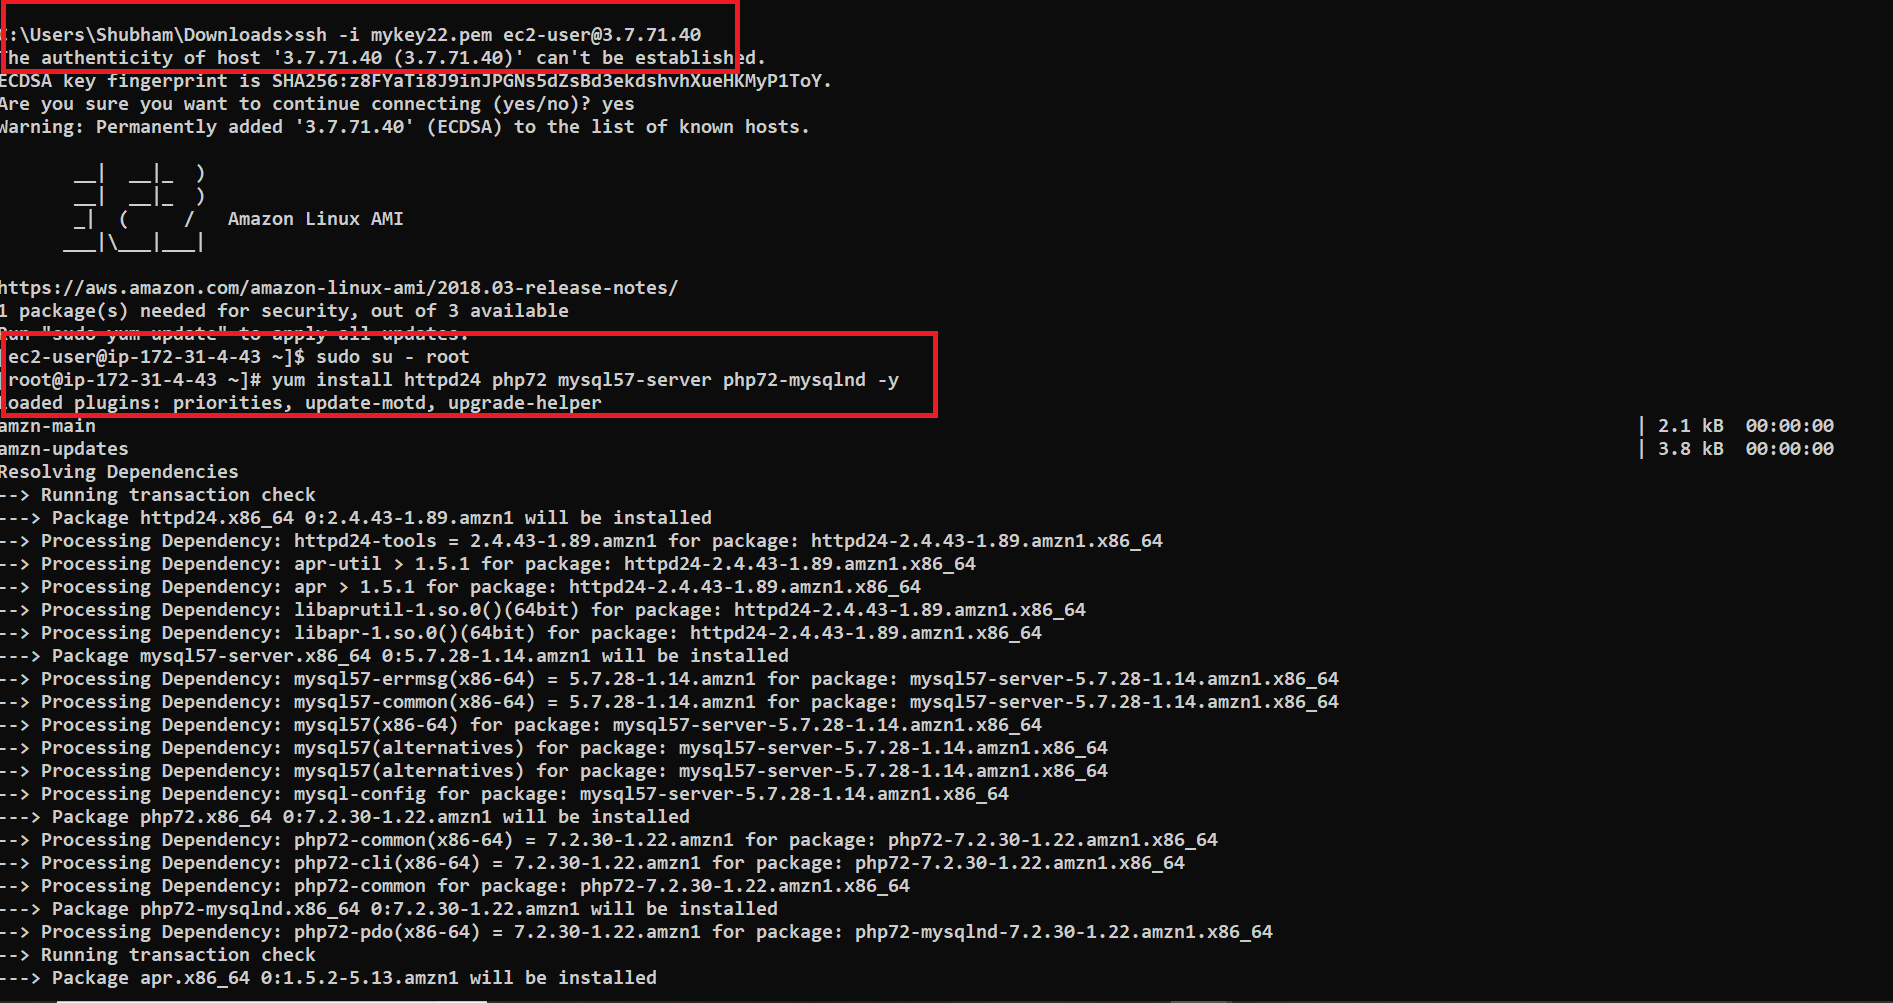 :\Users\Shubham\Downloads>ssh -i mykey22.pem ec2-user@3.7.71.40
The authenticity of host '3.7.71.40 (3.7.71.40)' can't be established.
ECDSA key fingerprint is SHA256:z8FYaTi8J9inJPGNs5dZsBd3ekdshvhXueHKMyP1ToY.
Are you sure you want to continue connecting (yes/no)? yes
Warning: Permanently added '3.7.71.40' (ECDSA) to the list of known hosts.
__|  __|_  )
__|  __|_  )
_|  (     /   Amazon Linux AMI
___|\___|___|
https://aws.amazon.com/amazon-linux-ami/2018.03-release-notes/
1 package(s) needed for security, out of 3 available
Run "sudo yum update" to apply all updates.
[ec2-user@ip-172-31-4-43 ~]$ sudo su - root
[root@ip-172-31-4-43 ~]# yum install httpd24 php72 mysql57-server php72-mysqlnd -y
Loaded plugins: priorities, update-motd, upgrade-helper
amzn-main | 2.1 kB  00:00:00
amzn-updates | 3.8 kB  00:00:00
Resolving Dependencies
--> Running transaction check
---> Package httpd24.x86_64 0:2.4.43-1.89.amzn1 will be installed
--> Processing Dependency: httpd24-tools = 2.4.43-1.89.amzn1 for package: httpd24-2.4.43-1.89.amzn1.x86_64
--> Processing Dependency: apr-util > 1.5.1 for package: httpd24-2.4.43-1.89.amzn1.x86_64
--> Processing Dependency: apr > 1.5.1 for package: httpd24-2.4.43-1.89.amzn1.x86_64
--> Processing Dependency: libaprutil-1.so.0()(64bit) for package: httpd24-2.4.43-1.89.amzn1.x86_64
--> Processing Dependency: libapr-1.so.0()(64bit) for package: httpd24-2.4.43-1.89.amzn1.x86_64
---> Package mysql57-server.x86_64 0:5.7.28-1.14.amzn1 will be installed
--> Processing Dependency: mysql57-errmsg(x86-64) = 5.7.28-1.14.amzn1 for package: mysql57-server-5.7.28-1.14.amzn1.x86_64
--> Processing Dependency: mysql57-common(x86-64) = 5.7.28-1.14.amzn1 for package: mysql57-server-5.7.28-1.14.amzn1.x86_64
--> Processing Dependency: mysql57(x86-64) for package: mysql57-server-5.7.28-1.14.amzn1.x86_64
--> Processing Dependency: mysql57(alternatives) for package: mysql57-server-5.7.28-1.14.amzn1.x86_64
--> Processing Dependency: mysql57(alternatives) for package: mysql57-server-5.7.28-1.14.amzn1.x86_64
--> Processing Dependency: mysql-config for package: mysql57-server-5.7.28-1.14.amzn1.x86_64
---> Package php72.x86_64 0:7.2.30-1.22.amzn1 will be installed
--> Processing Dependency: php72-common(x86-64) = 7.2.30-1.22.amzn1 for package: php72-7.2.30-1.22.amzn1.x86_64
--> Processing Dependency: php72-cli(x86-64) = 7.2.30-1.22.amzn1 for package: php72-7.2.30-1.22.amzn1.x86_64
--> Processing Dependency: php72-common for package: php72-7.2.30-1.22.amzn1.x86_64
---> Package php72-mysqlnd.x86_64 0:7.2.30-1.22.amzn1 will be installed
--> Processing Dependency: php72-pdo(x86-64) = 7.2.30-1.22.amzn1 for package: php72-mysqlnd-7.2.30-1.22.amzn1.x86_64
--> Running transaction check
---> Package apr.x86_64 0:1.5.2-5.13.amzn1 will be installed